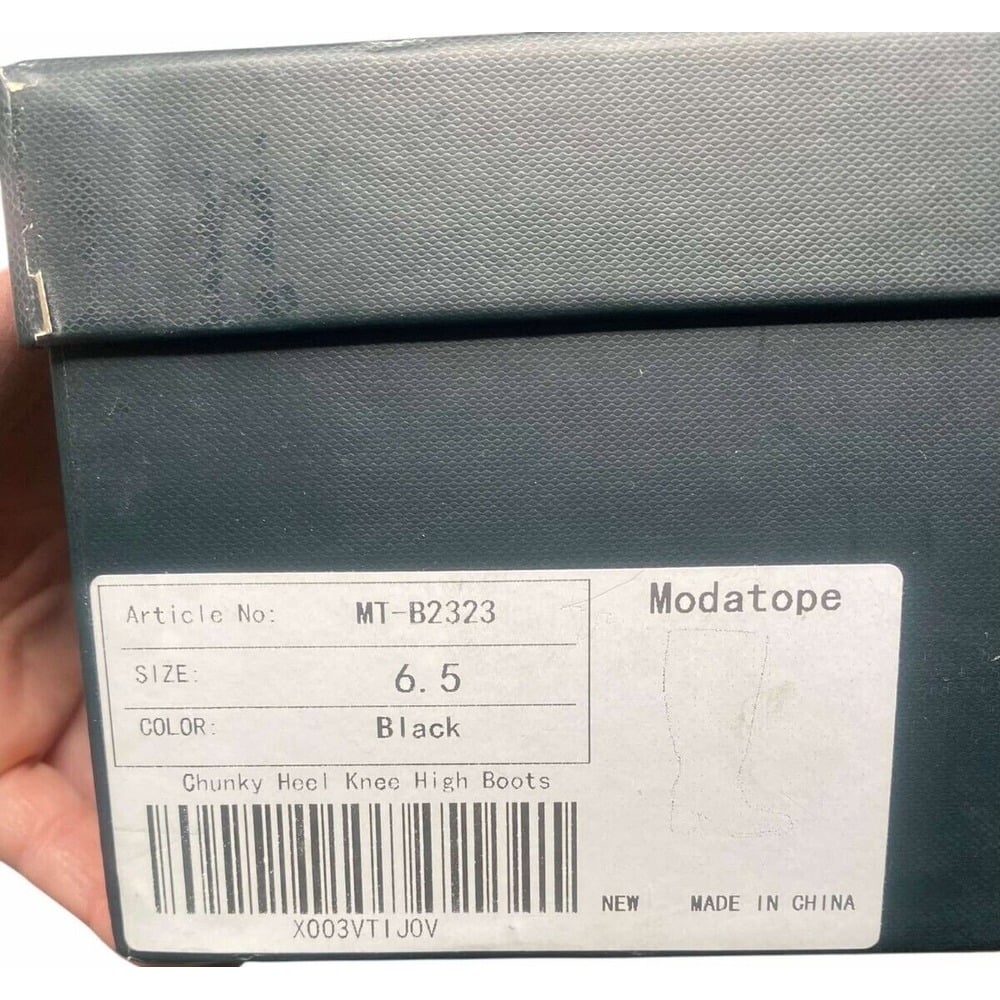 Article No: MT-B2323
SIZE: 6.5
COLOR: Black
Chunky Heel Knee High Boots
X003VTIJOV
Modatope
NEW MADE IN CHINA